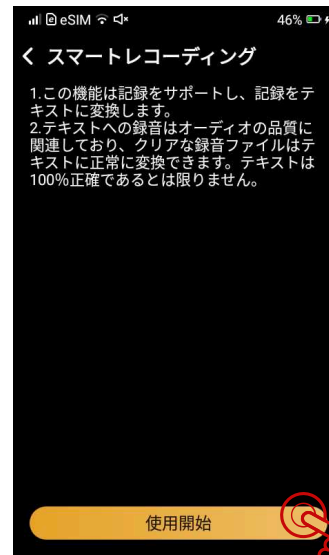 eSIM 46%
スマートレコーディング
1.この機能は記録をサポートし、記録をテ
キストに変換します。
2.テキストへの録音はオーディオの品質に
関連しており、クリアな録音ファイルはテ
キストに正常に変換できます。テキストは
100%正確であるとは限りません。
使用開始